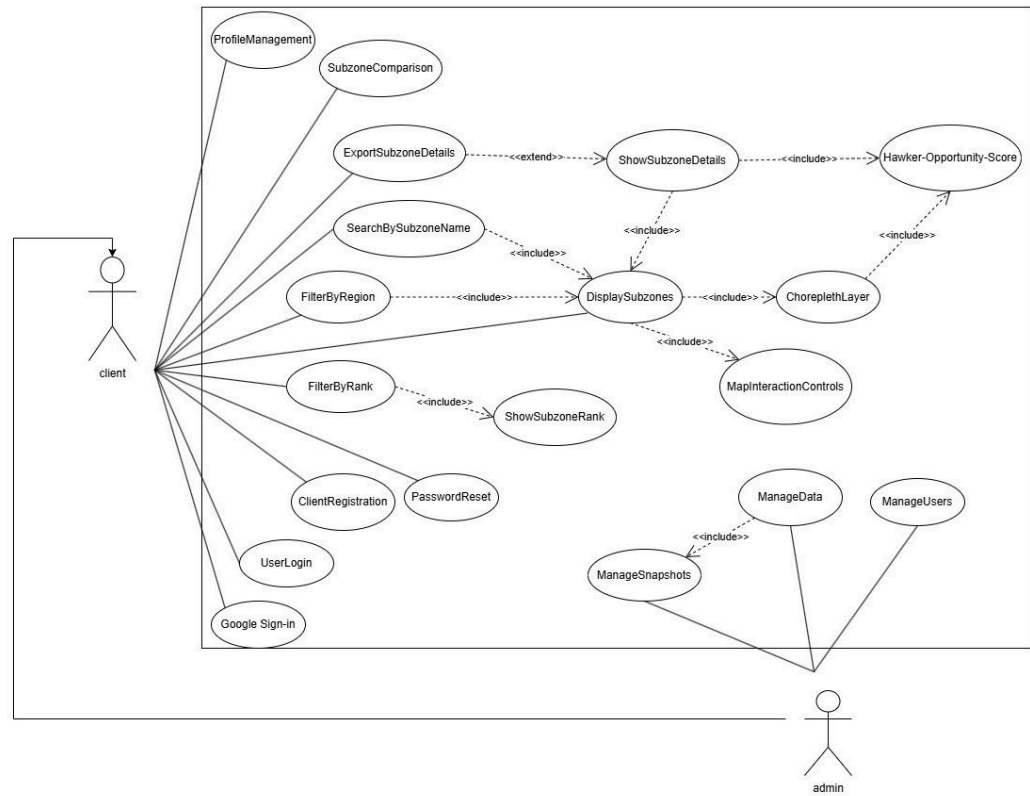 ProfileManagement
SubzoneComparison
ExportSubzoneDetails
<<extend>>
ShowSubzoneDetails
<<include>>
Hawker-Opportunity-Score
SearchBySubzoneName
<<include>>
<<include>>
<<include>>
FilterByRegion
<<include>>
DisplaySubzones
<<include>>
ChoreplethLayer
<<include>>
client
FilterByRank
<<include>>
ShowSubzoneRank
MapInteractionControls
ClientRegistration
PasswordReset
ManageData
ManageUsers
<<include>>
UserLogin
ManageSnapshots
Google Sign-in
admin